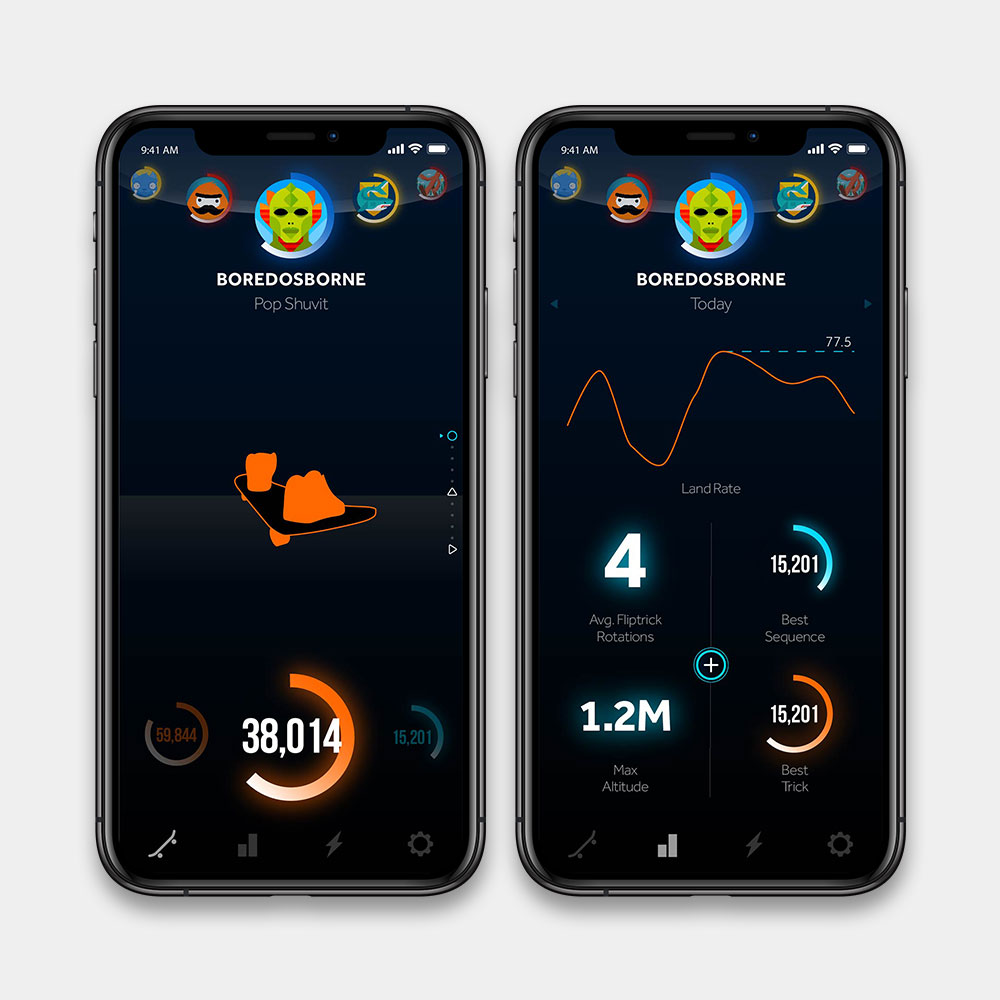 9:41 AM
BOREDOSBORNE
Pop Shuvit
59,844
38,014
15,201
9:41 AM
BOREDOSBORNE
Today
77.5
Land Rate
4
Avg. Fliptrick
Rotations
15,201
Best
Sequence
1.2M
Max
Altitude
15,201
Best
Trick